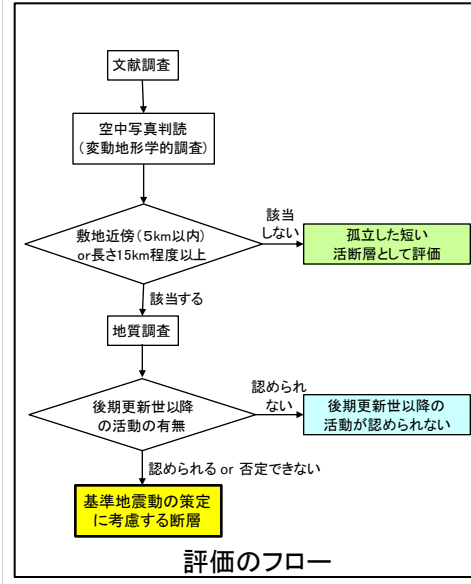 文献調査
空中写真判読
(変動地形学的調査)
敷地近傍(5km以内)
or長さ15km程度以上
該当
しない
孤立した短い
活断層として評価
該当する
地質調査
後期更新世以降
の活動の有無
認められ
ない
後期更新世以降の
活動が認められない
認められる or 否定できない
基準地震動の策定
に考慮する断層
評価のフロー